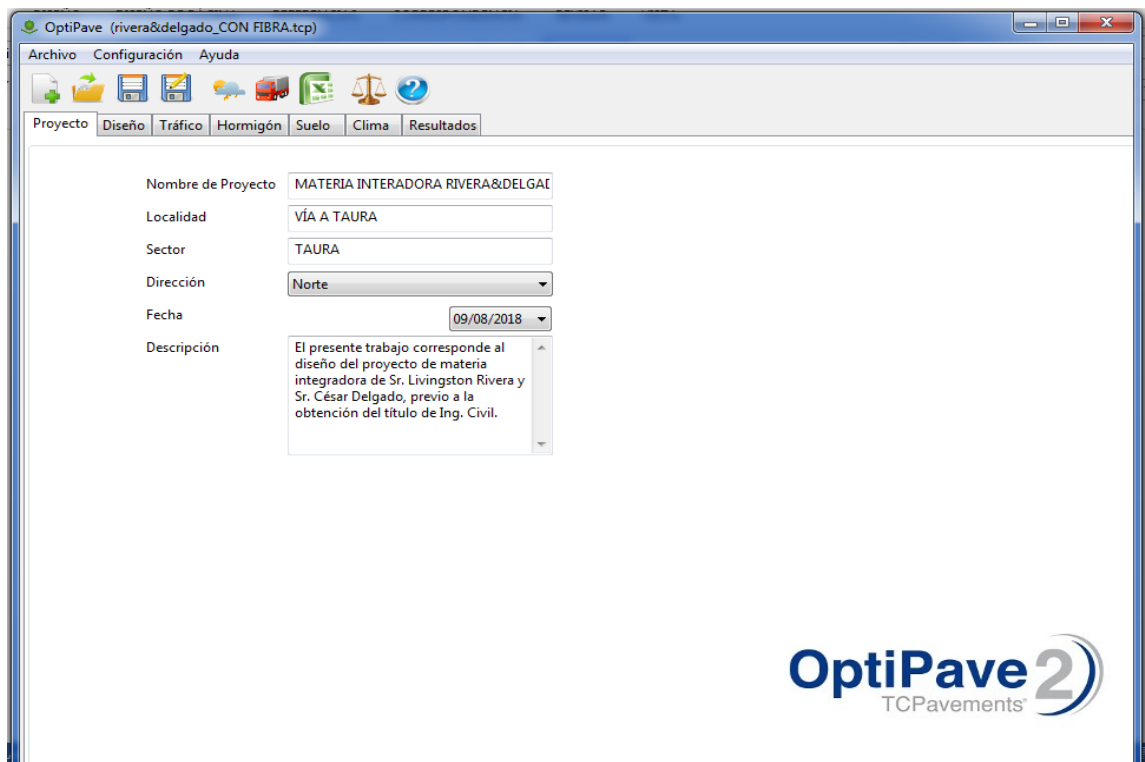 OptiPave (rivera&delgado_CON FIBRA.tcp)
Archivo Configuración Ayuda
Proyecto Diseño Tráfico Hormigón Suelo Clima Resultados
Nombre de Proyecto MATERIA INTERADORA RIVERA&DELGAD
Localidad VÍA A TAURA
Sector TAURA
Dirección Norte
Fecha 09/08/2018
Descripción El presente trabajo corresponde al
diseño del proyecto de materia
integradora de Sr. Livingston Rivera y
Sr. César Delgado, previo a la
obtención del título de Ing. Civil.
OptiPave 2
TCPavements